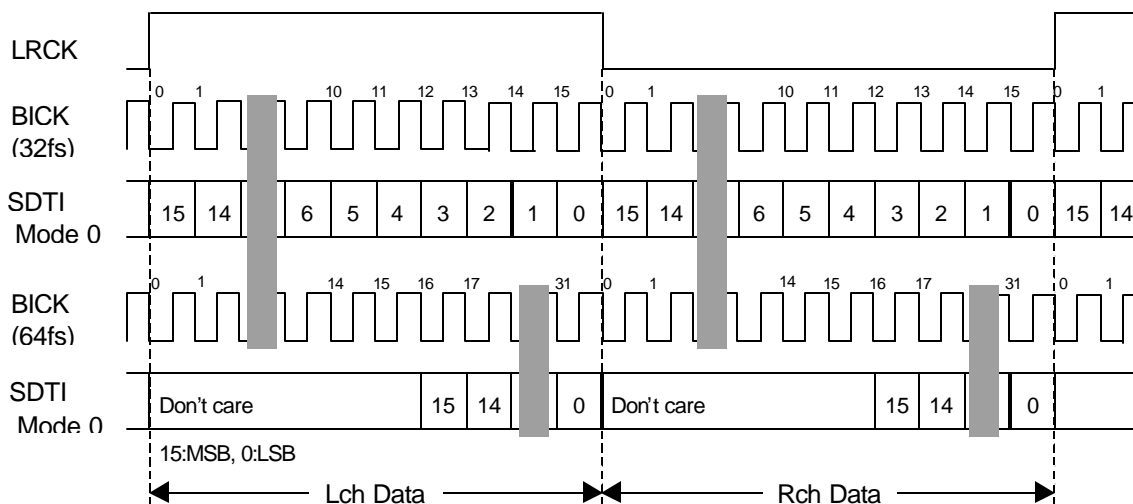 LRCK
0 1 10 11 12 13 14 15 0 1 10 11 12 13 14 15 0 1
BICK
(32fs)
SDTI
Mode 0
15 14 6 5 4 3 2 1 0 15 14 6 5 4 3 2 1 0 15 14
0 1 14 15 16 17 31 0 1 14 15 16 17 31 0 1
BICK
(64fs)
SDTI
Mode 0
Don't care 15 14 0 Don't care 15 14 0
15:MSB, 0:LSB
Lch Data Rch Data